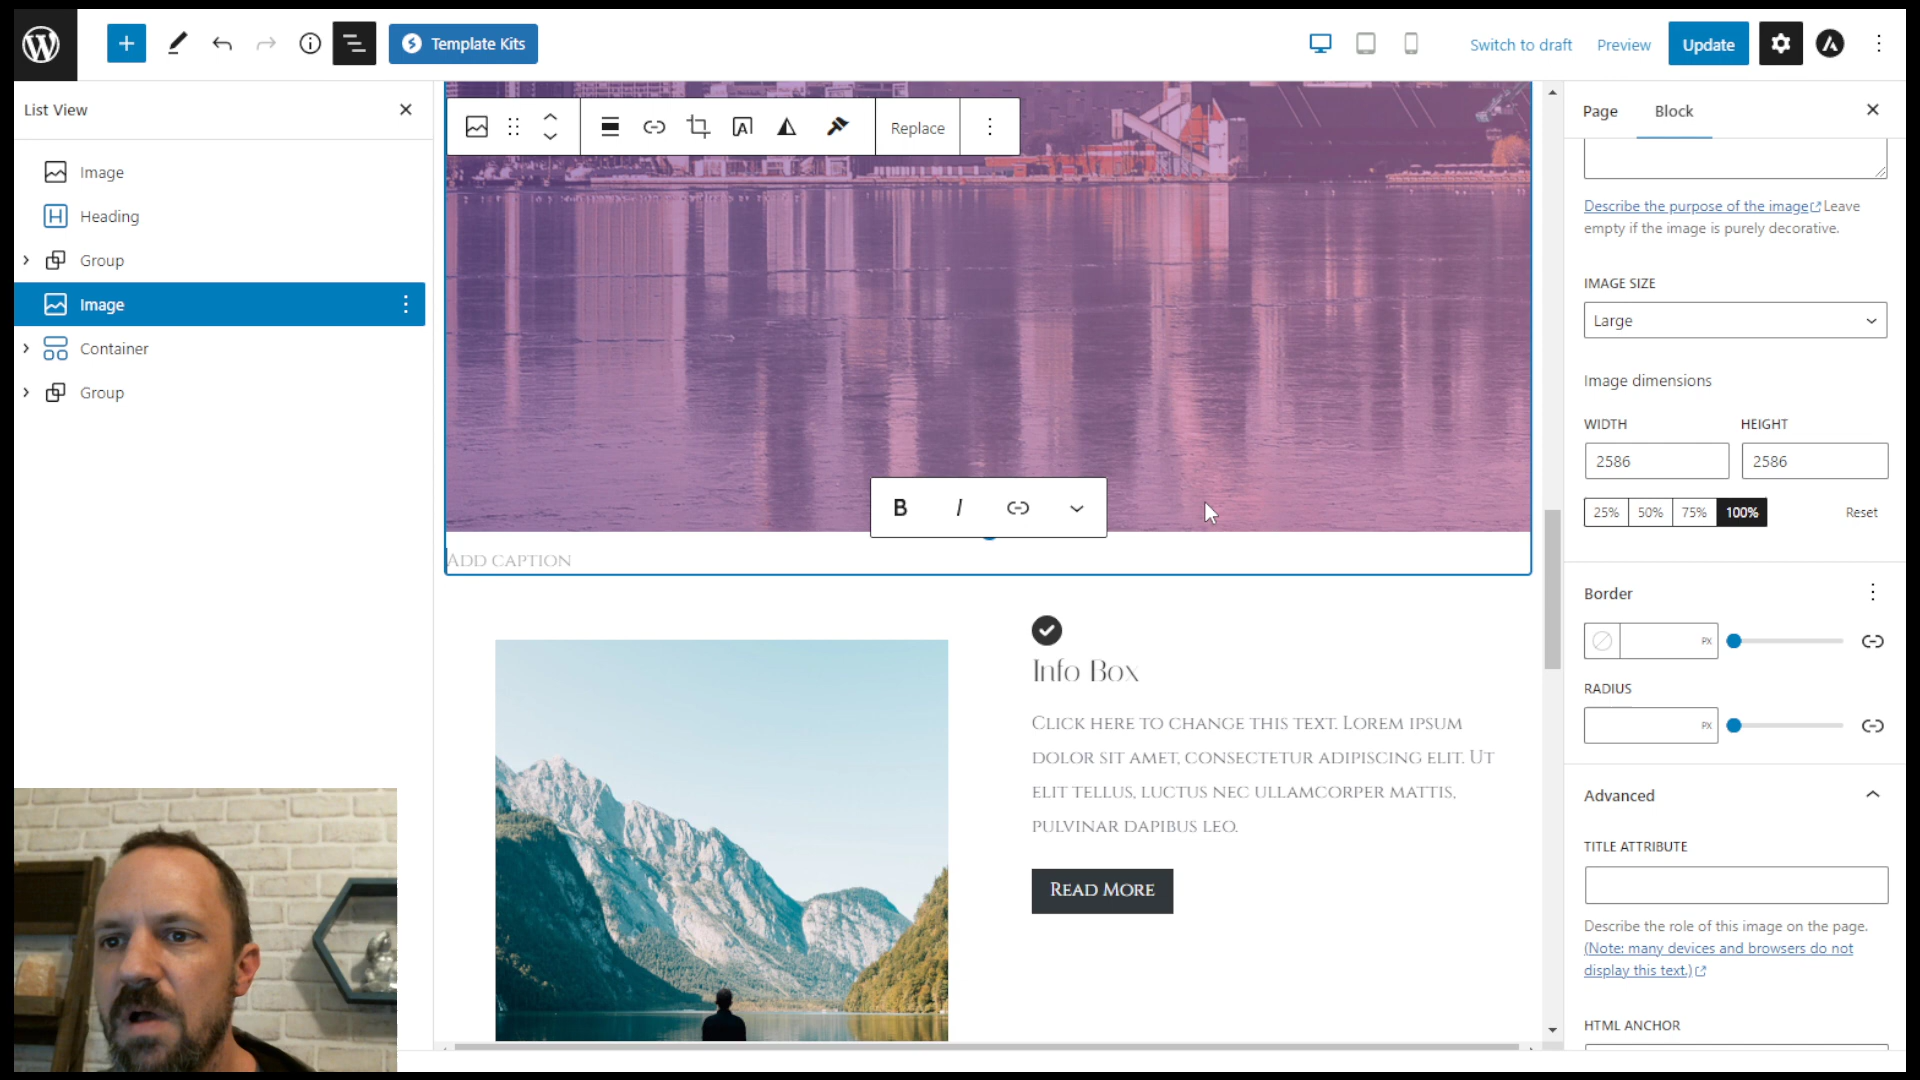 Template Kits
Switch to draft
Preview
Update
List View
Image
Heading
Group
Image
Container
Group
Replace
Add caption
Info Box
Click here to change this text. Lorem ipsum
dolor sit amet, consectetur adipiscing elit. Ut
elit tellus, luctus nec ullamcorper mattis,
pulvinar dapibus leo.
Read More
Page
Block
Describe the purpose of the image Leave
empty if the image is purely decorative.
IMAGE SIZE
Large
Image dimensions
WIDTH
HEIGHT
2586
2586
25%
50%
75%
100%
Reset
Border
PX
RADIUS
PX
Advanced
TITLE ATTRIBUTE
Describe the role of this image on the page.
(Note: many devices and browsers do not
display this text.)
HTML ANCHOR